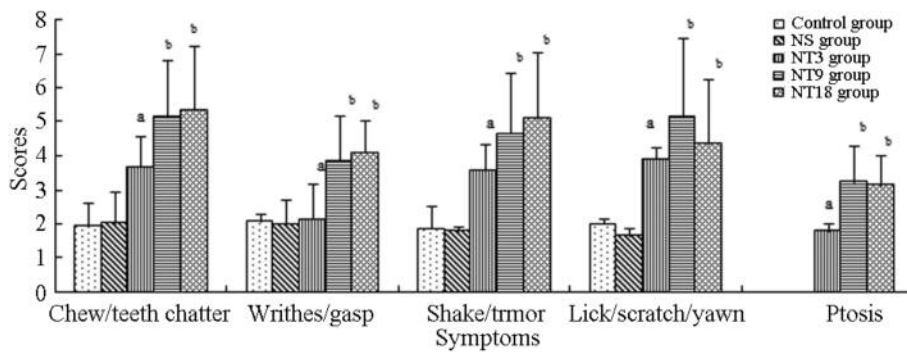 8
7
6
5
4
3
2
1
0
Scores
Control group
NS group
NT3 group
NT9 group
NT18 group
a
b
b
a
b
b
a
b
b
a
b
b
a
b
b
Chew/teeth chatter
Writhes/gasp
Shake/trmor
Lick/scratch/yawn
Ptosis
Symptoms